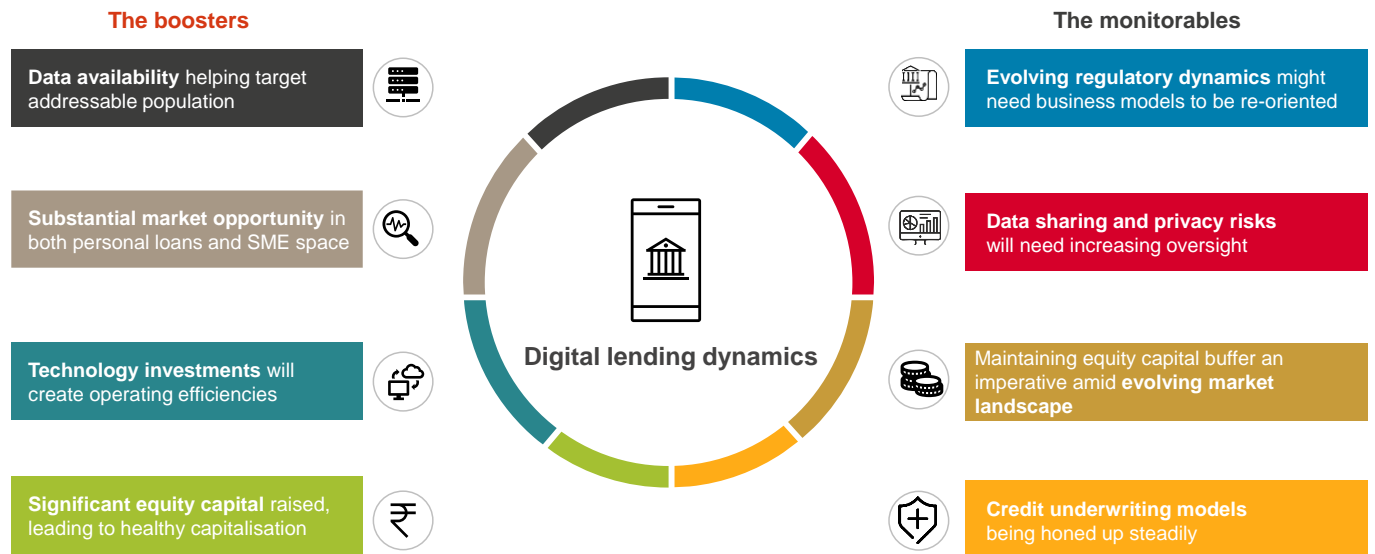 The boosters
Data availability helping target
addressable population
Substantial market opportunity in
both personal loans and SME space
Technology investments will
create operating efficiencies
Significant equity capital raised,
leading to healthy capitalisation
Digital lending dynamics
The monitorables
Evolving regulatory dynamics might
need business models to be re-oriented
Data sharing and privacy risks
will need increasing oversight
Maintaining equity capital buffer an
imperative amid evolving market
landscape
Credit underwriting models
being honed up steadily